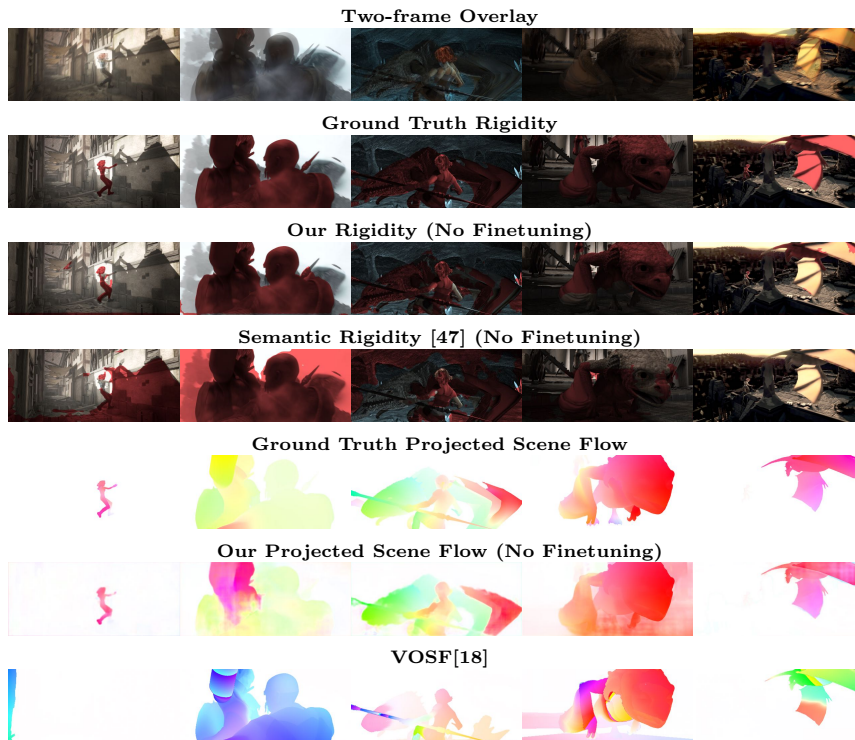 Two-frame Overlay
Ground Truth Rigidity
Our Rigidity (No Finetuning)
Semantic Rigidity [47] (No Finetuning)
Ground Truth Projected Scene Flow
Our Projected Scene Flow (No Finetuning)
VOSF[18]